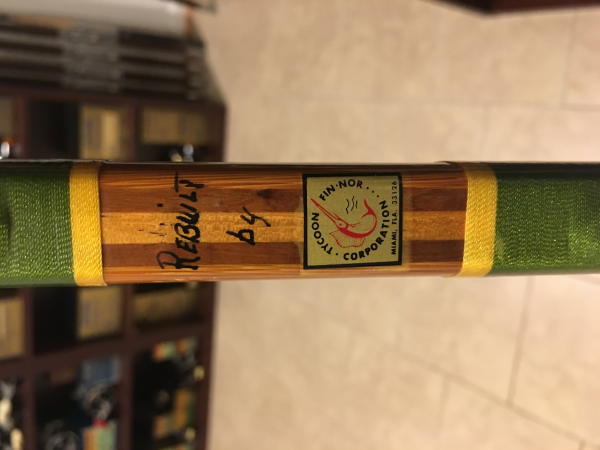 REBUILT
by
FIN-NOR...
TYCOON
CORPORATION
MIAMI, FLA. 33126